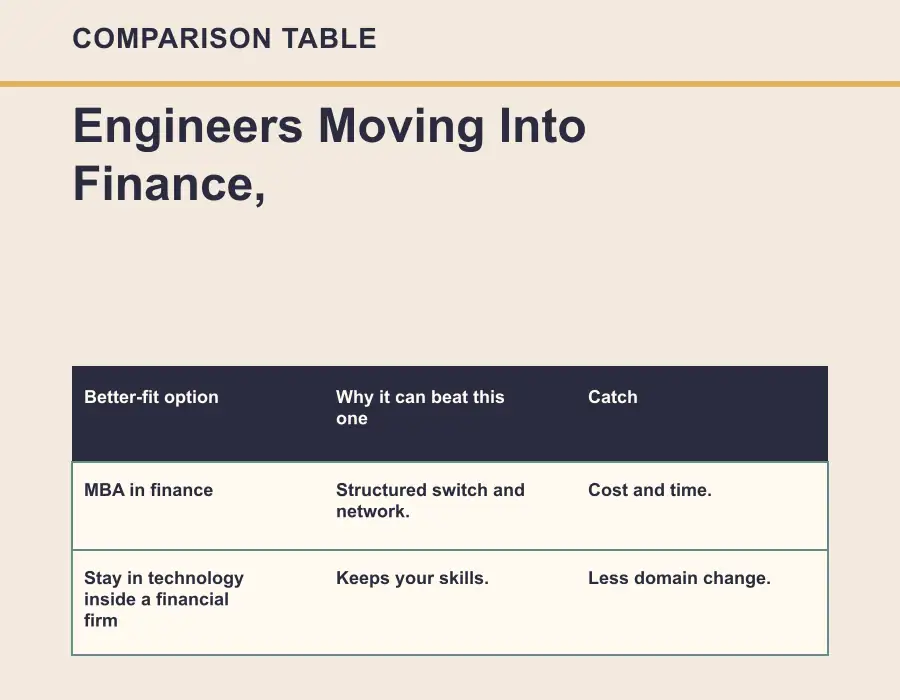 COMPARISON TABLE
Engineers Moving Into
Finance,
Better-fit option
Why it can beat this
one
Catch
MBA in finance
Structured switch and
network.
Cost and time.
Stay in technology
inside a financial
firm
Keeps your skills.
Less domain change.